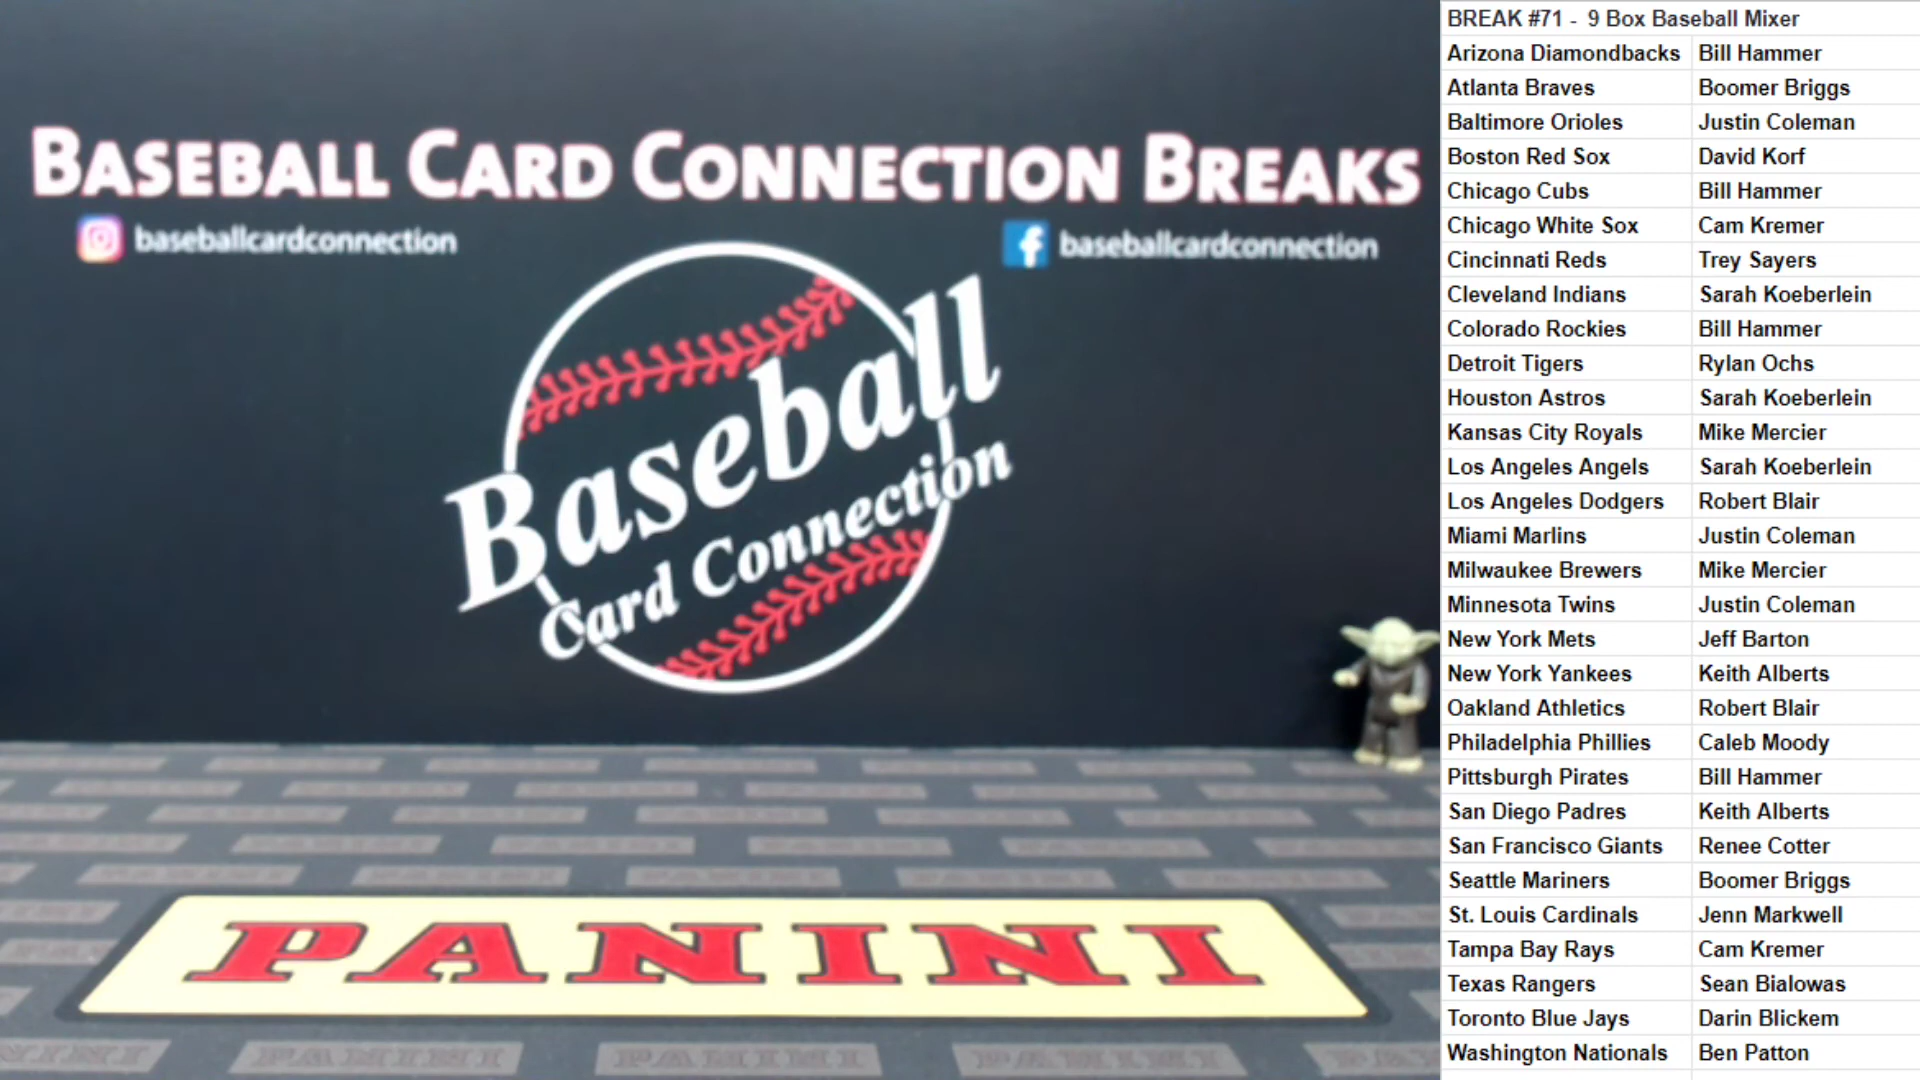 BASEBALL CARD CONNECTION BREAKS
baseballcardconnection
baseballcardconnection
Baseball
Card Connection
PANINI
PANINI
PANINI
PANINI
BREAK #71 - 9 Box Baseball Mixer
Arizona Diamondbacks Bill Hammer
Atlanta Braves Boomer Briggs
Baltimore Orioles Justin Coleman
Boston Red Sox David Korf
Chicago Cubs Bill Hammer
Chicago White Sox Cam Kremer
Cincinnati Reds Trey Sayers
Cleveland Indians Sarah Koeberlein
Colorado Rockies Bill Hammer
Detroit Tigers Rylan Ochs
Houston Astros Sarah Koeberlein
Kansas City Royals Mike Mercier
Los Angeles Angels Sarah Koeberlein
Los Angeles Dodgers Robert Blair
Miami Marlins Justin Coleman
Milwaukee Brewers Mike Mercier
Minnesota Twins Justin Coleman
New York Mets Jeff Barton
New York Yankees Keith Alberts
Oakland Athletics Robert Blair
Philadelphia Phillies Caleb Moody
Pittsburgh Pirates Bill Hammer
San Diego Padres Keith Alberts
San Francisco Giants Renee Cotter
Seattle Mariners Boomer Briggs
St. Louis Cardinals Jenn Markwell
Tampa Bay Rays Cam Kremer
Texas Rangers Sean Bialowas
Toronto Blue Jays Darin Blickem
Washington Nationals Ben Patton